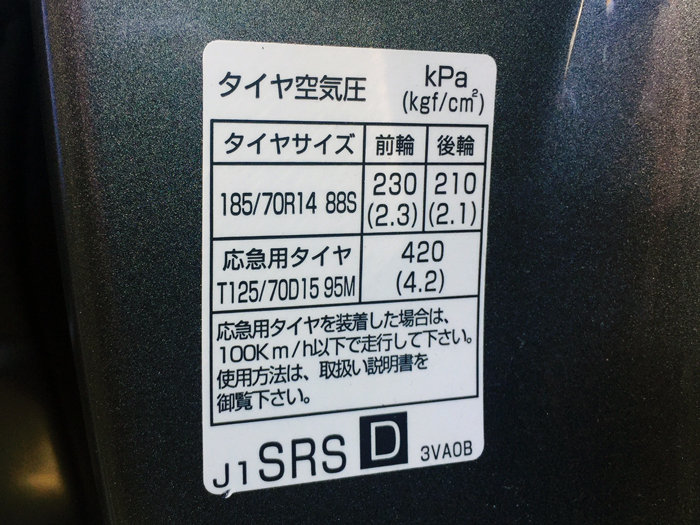 タイヤ空気圧 kPa
(kgf/cm²)
タイヤサイズ 前輪 後輪
185/70R14 88S 230 210
(2.3) (2.1)
応急用タイヤ 420
T125/70D15 95M (4.2)
応急用タイヤを装着した場合は、
100Km/h以下で走行して下さい。
使用方法は、取扱い説明書を
御覧下さい。
J1 SRS D 3VA0B